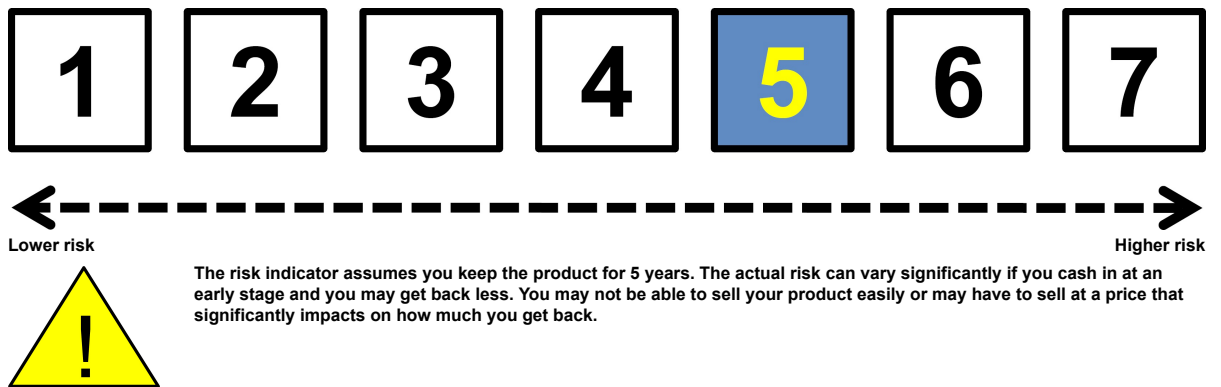 1 2 3 4 5 6 7
Lower risk Higher risk
The risk indicator assumes you keep the product for 5 years. The actual risk can vary significantly if you cash in at an
early stage and you may get back less. You may not be able to sell your product easily or may have to sell at a price that
significantly impacts on how much you get back.
!